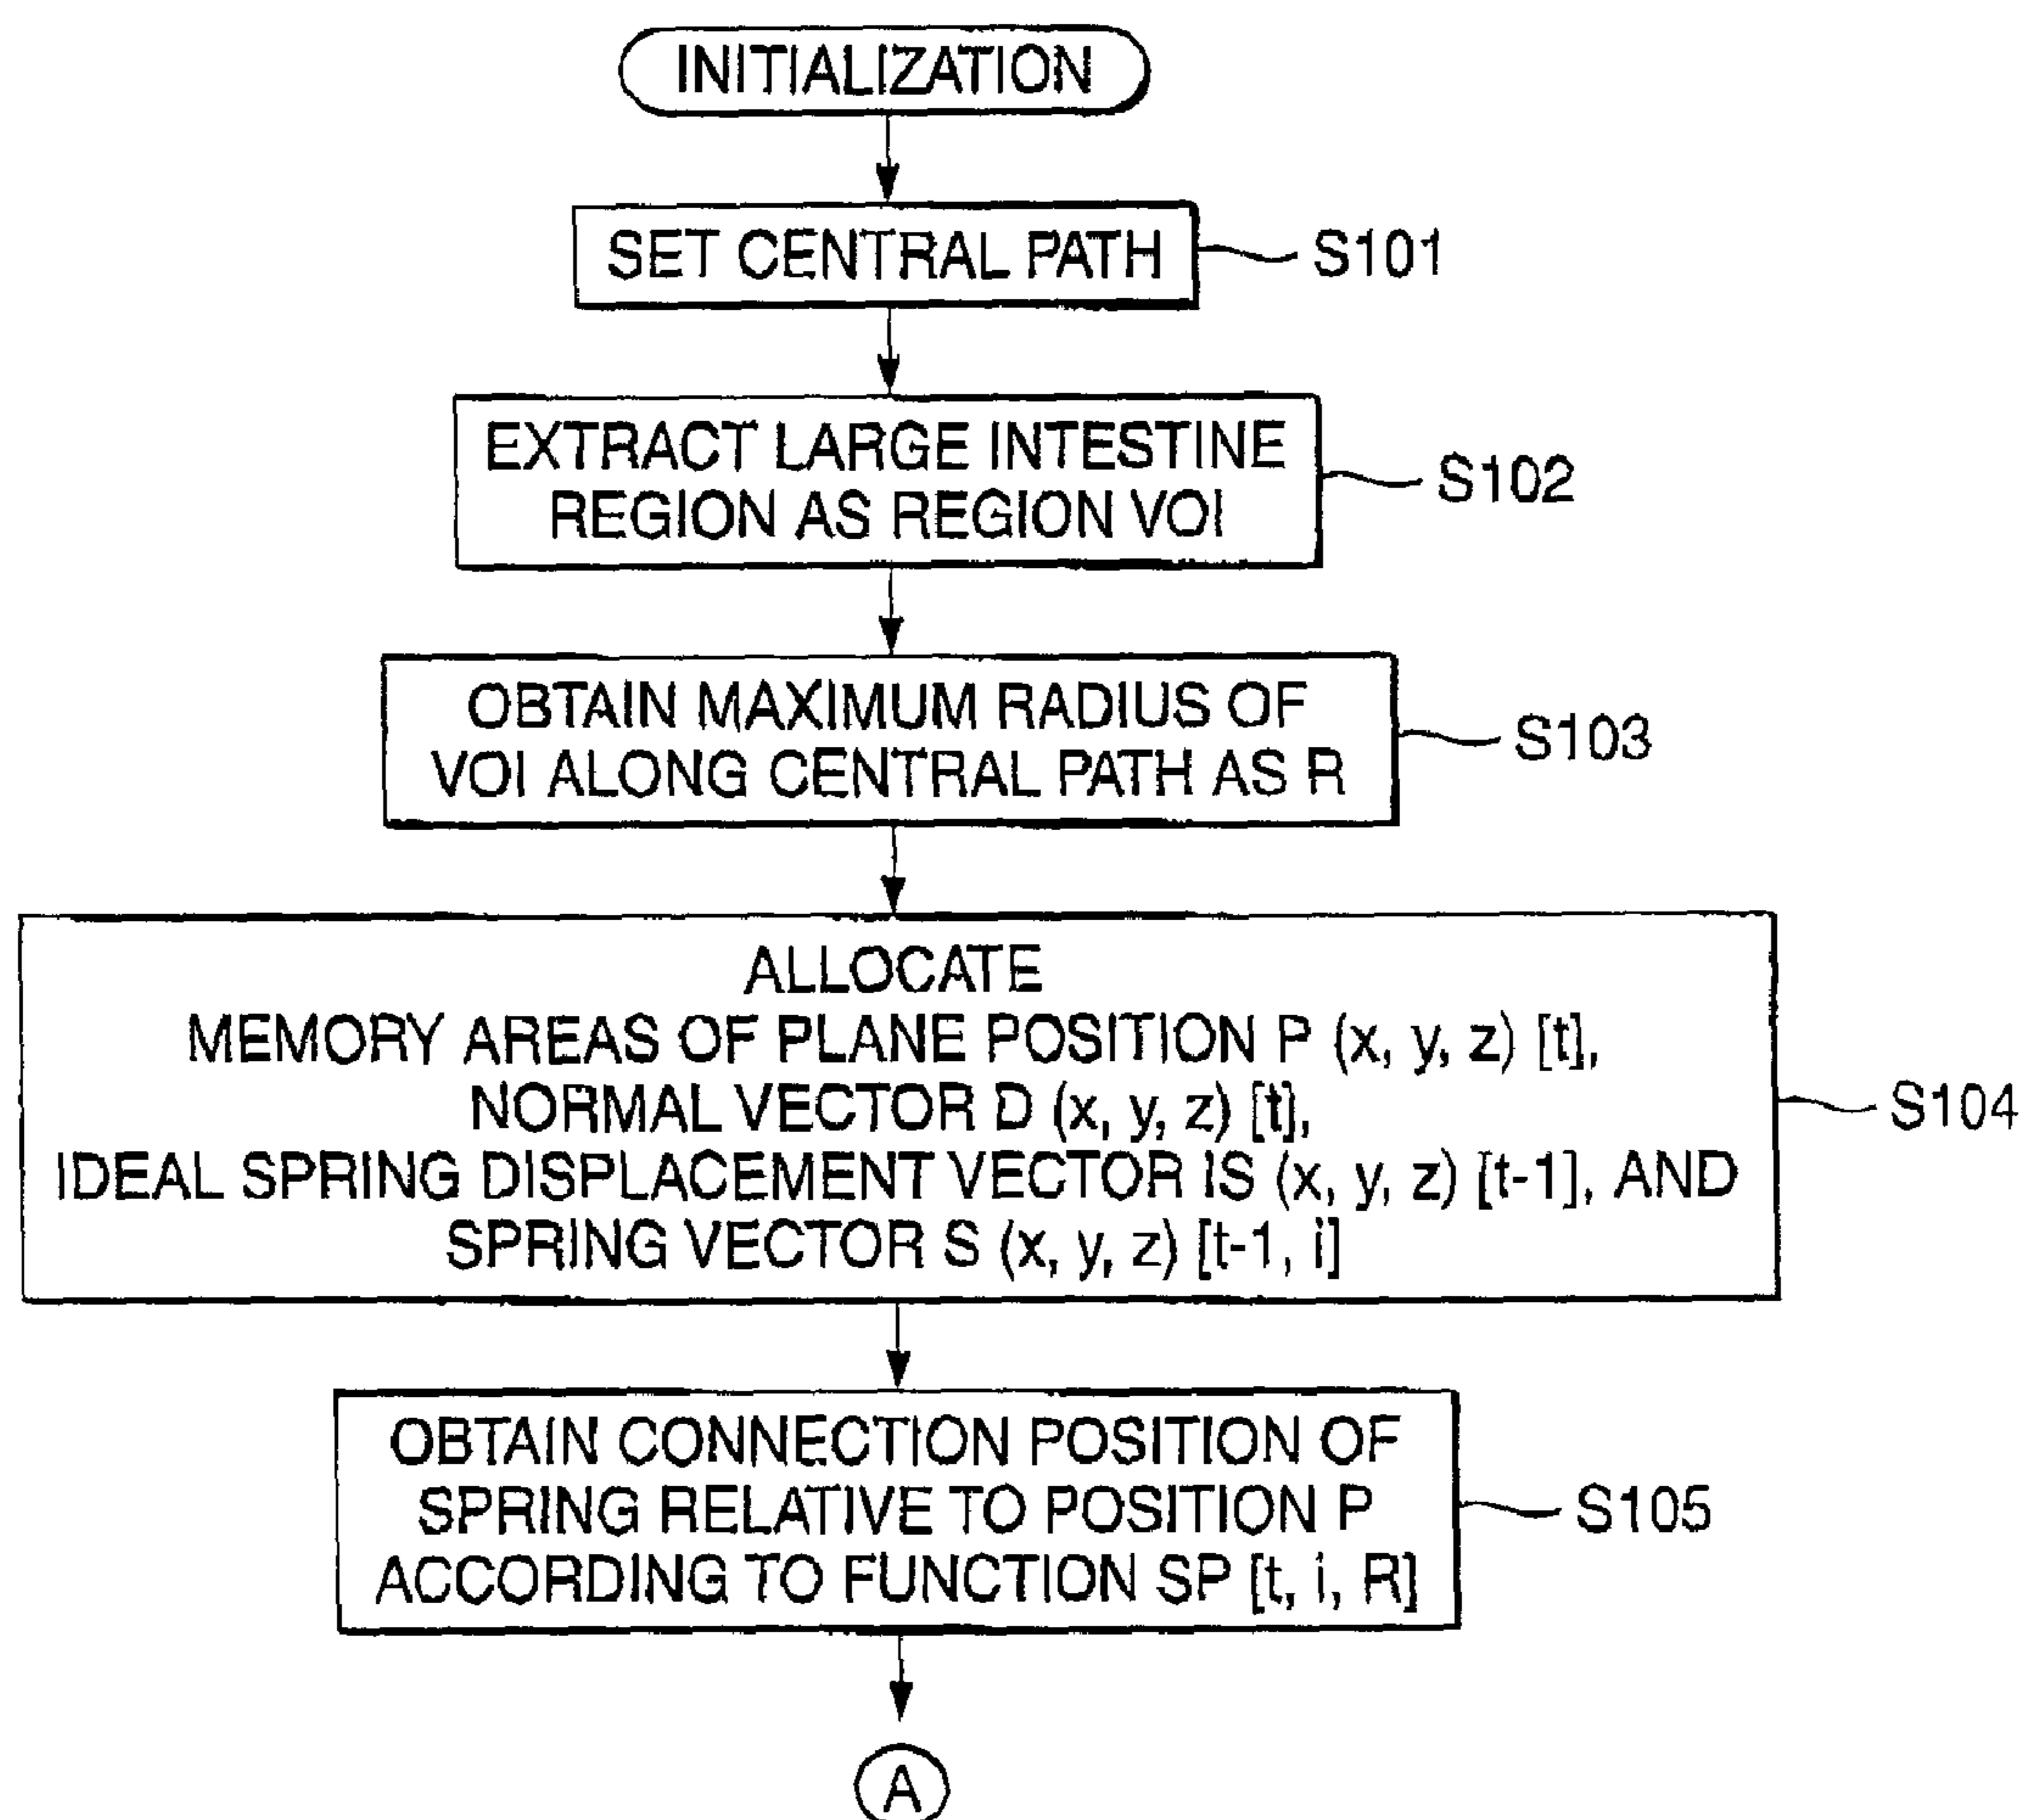 INITIALIZATION
SET CENTRAL PATH
S101
EXTRACT LARGE INTESTINE
REGION AS REGION VOI
S102
OBTAIN MAXIMUM RADIUS OF
VOI ALONG CENTRAL PATH AS R
S103
ALLOCATE
MEMORY AREAS OF PLANE POSITION P (x, y, z) [t],
NORMAL VECTOR D (x, y, z) [t],
IDEAL SPRING DISPLACEMENT VECTOR IS (x, y, z) [t-1], AND
SPRING VECTOR S (x, y, z) [t-1, i]
S104
OBTAIN CONNECTION POSITION OF
SPRING RELATIVE TO POSITION P
ACCORDING TO FUNCTION SP [t, i, R]
S105
A